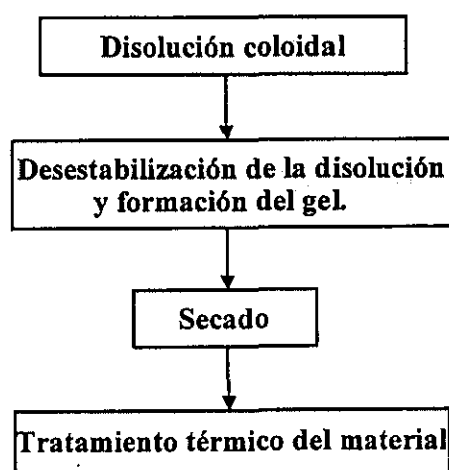 Disolución coloidal
Desestabilización de la disolución
y formación del gel.
Secado
Tratamiento térmico del material